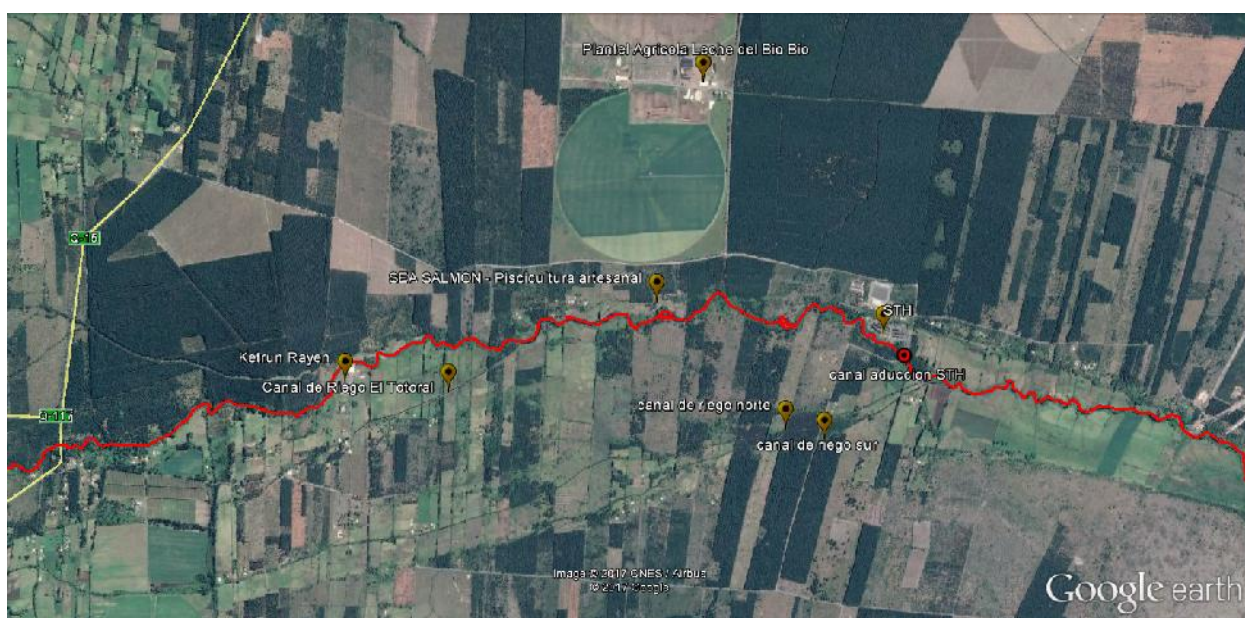 Plantel Agricola Leche del Bio Bio
SEA SALMON - Piscicultura artesanal
STH
Ketrun Rayen
canal aduccion STH
Canal de Riego El Totoral
canal de riego norte
canal de riego sur
Image © 2017 CNES / Airbus
© 2017 Google
Google earth